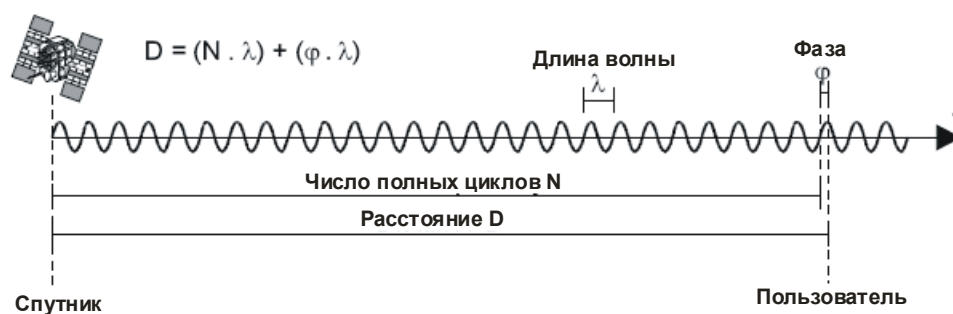 D = (N . λ) + (φ . λ)
Длина волны
λ
Фаза
φ
Число полных циклов N
Расстояние D
Спутник
Пользователь